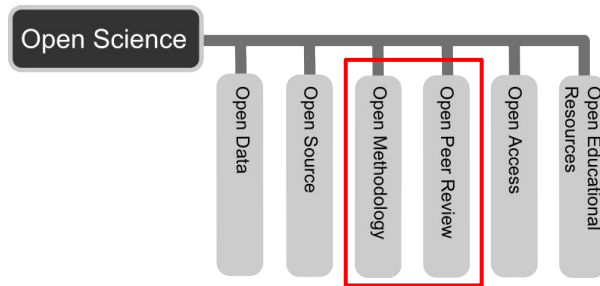 Open Science
Open Data
Open Source
Open Methodology
Open Peer Review
Open Access
Open Educational
Resources